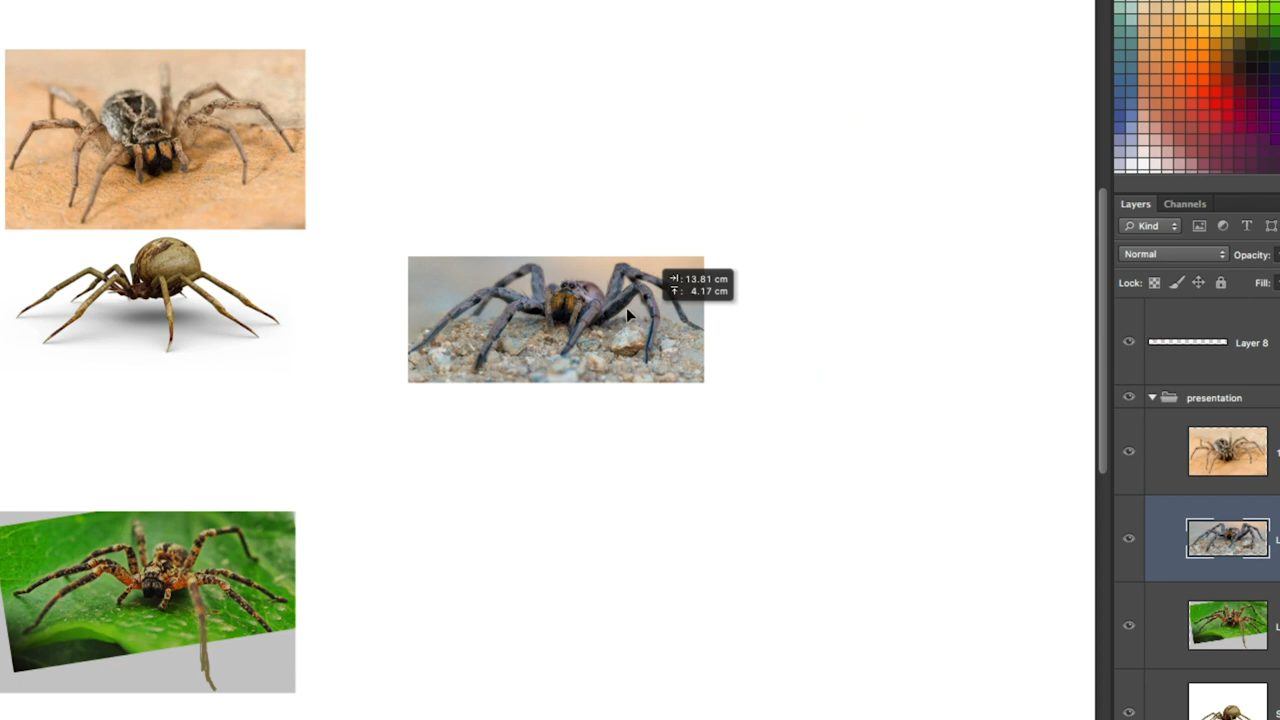 Layers Channels
Kind T
Normal Opacity:
→|: 13.81 cm
↑: 4.17 cm
Lock: Fill:
Layer 8
presentation